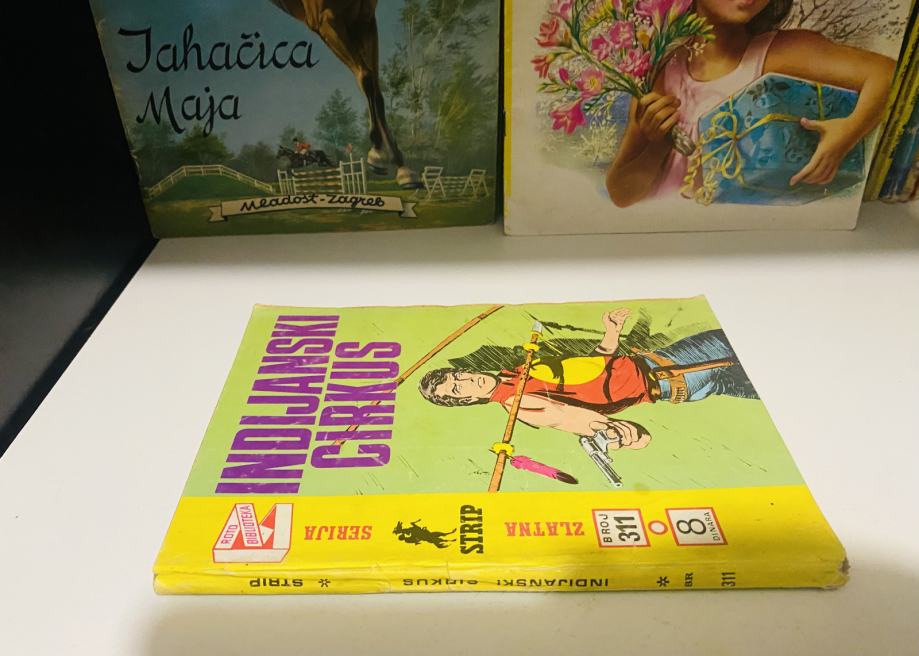 Jahačica
Maja
Mladost-Zagreb
INDIJANSKI
CIRKUS
ROTO
BIBLIOTEKA
SERIJA
STRIP
ZLATNA
BROJ
311
8
DINARA
STRIP * INDIJANSKI CIRKUS * BR 311